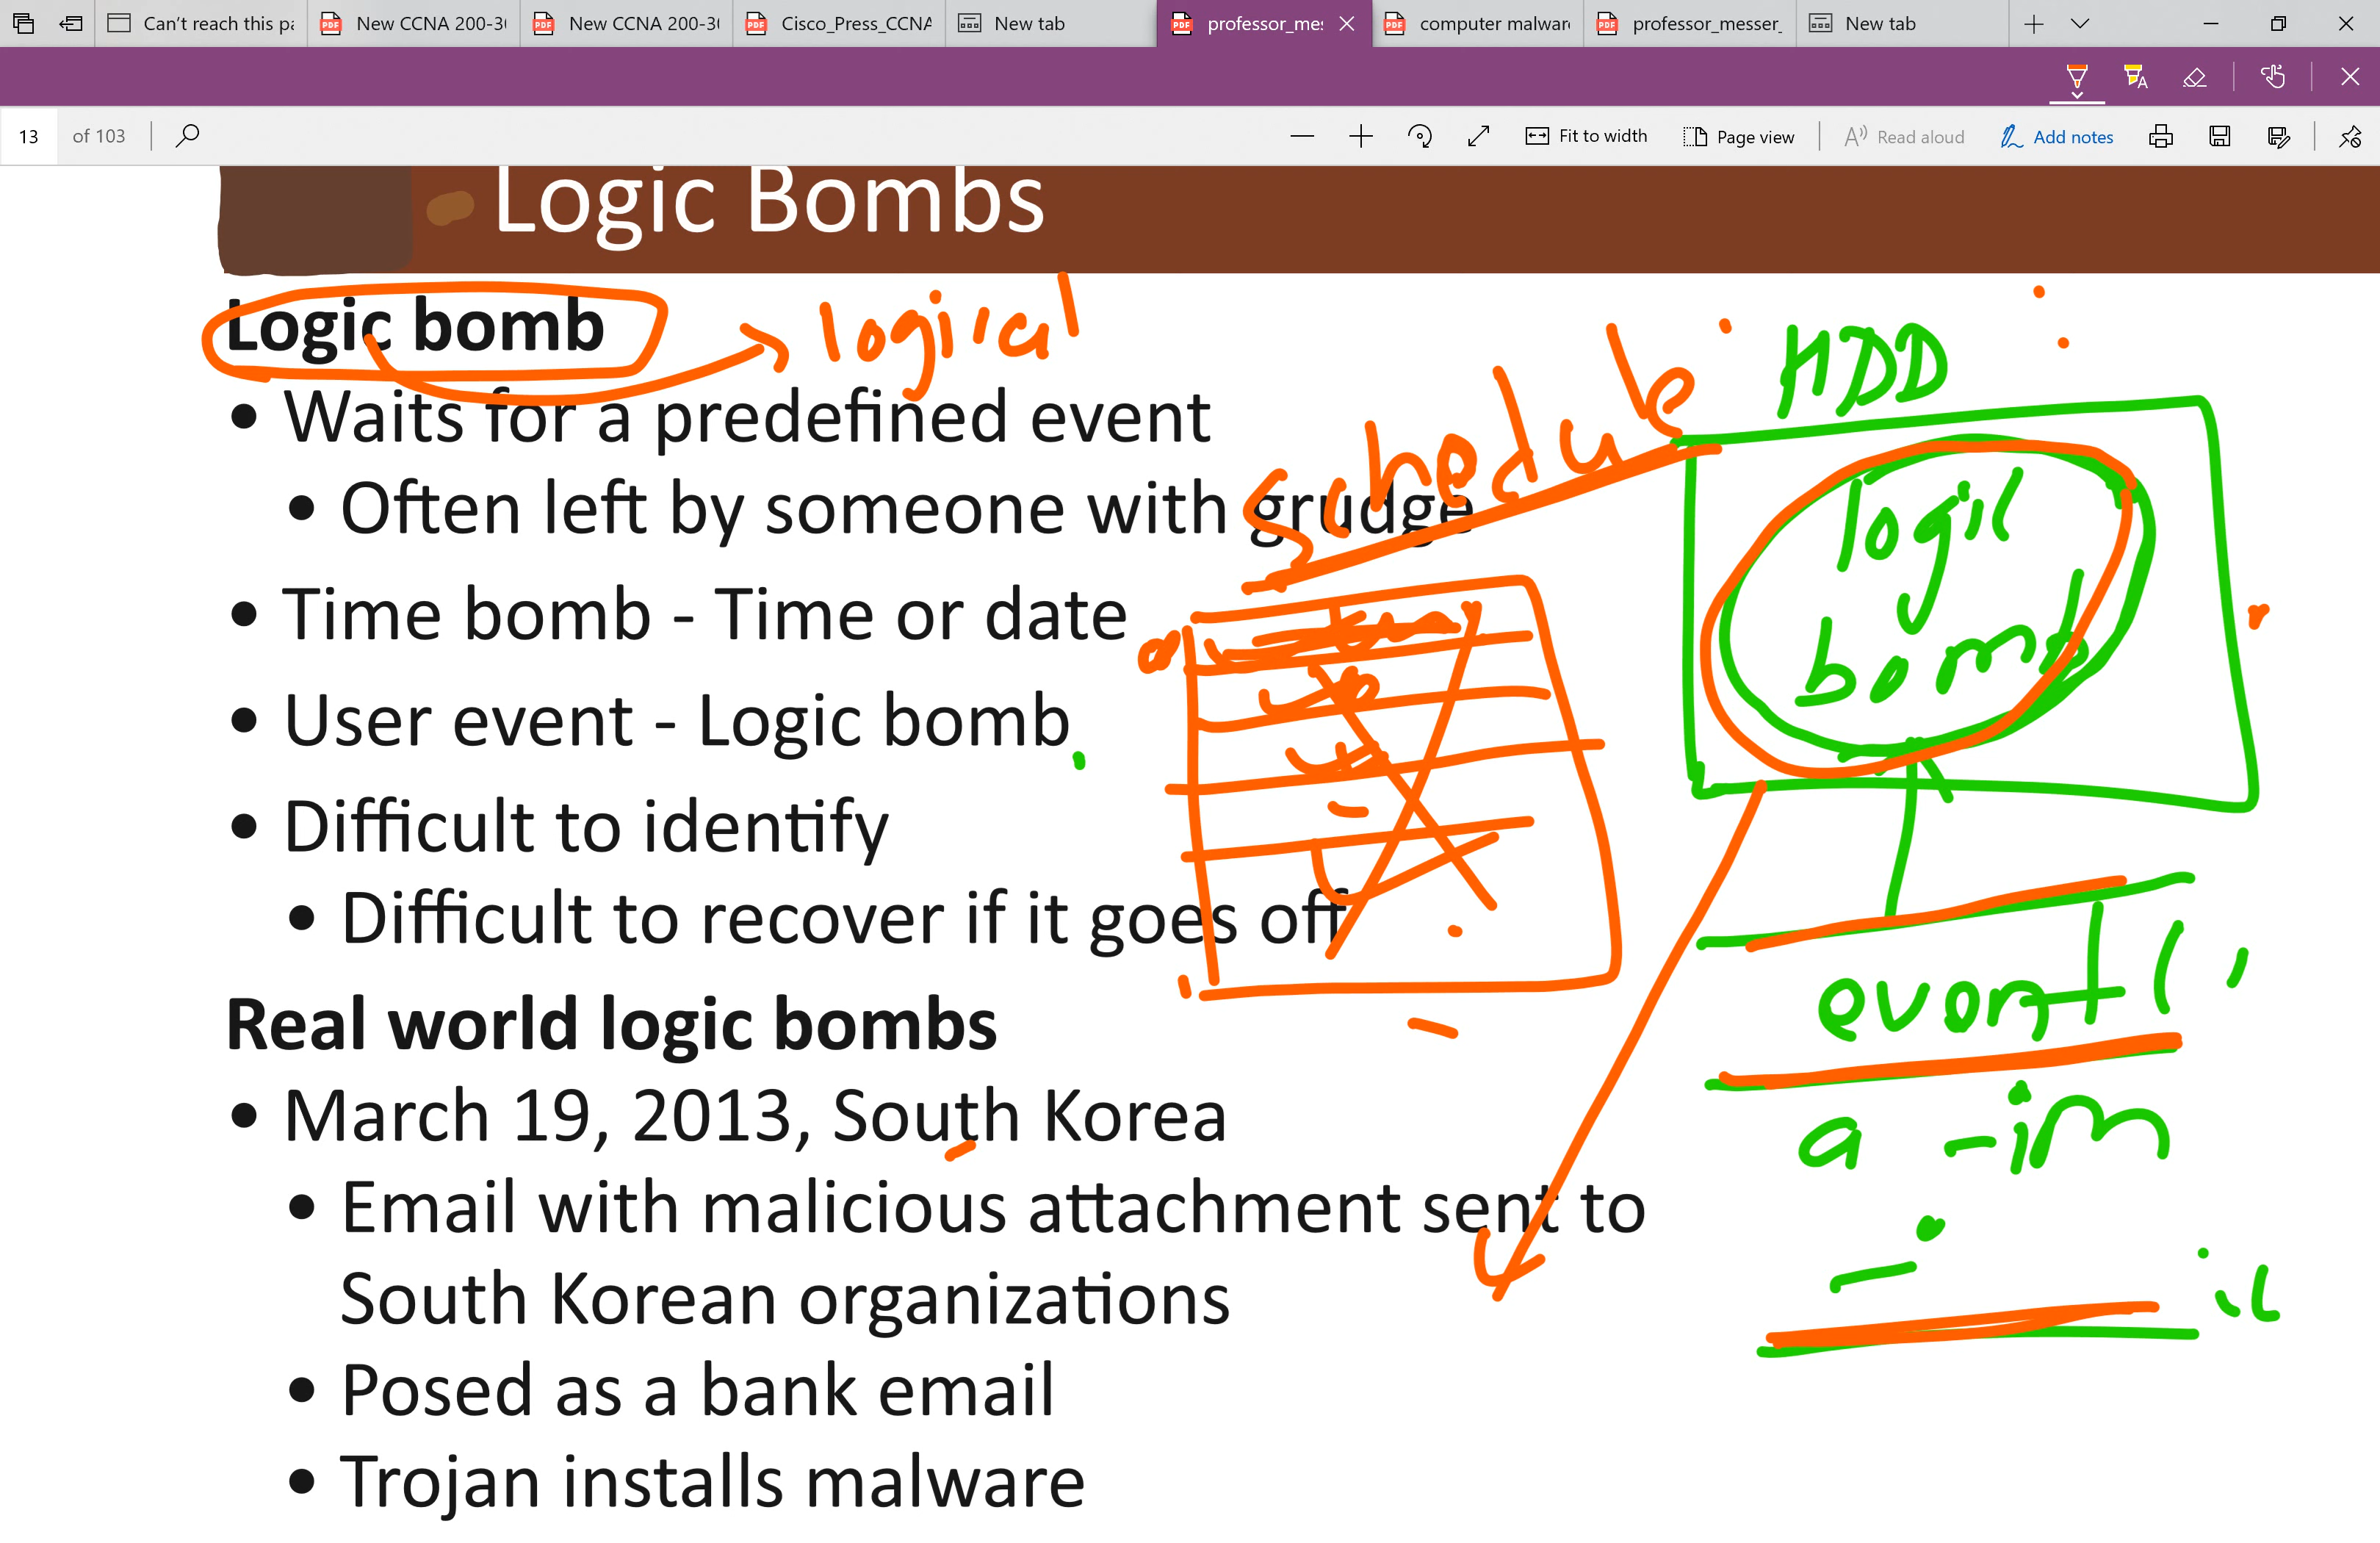 Can't reach this pa
New CCNA 200-30
New CCNA 200-30
Cisco_Press_CCNA
New tab
professor_mes
computer malwar
professor_messer_
New tab
13 of 103
Fit to width
Page view
Read aloud
Add notes
Logic Bombs
Logic bomb
logical
• Waits for a predefined event
• Often left by someone with grudge
• Time bomb - Time or date
• User event - Logic bomb
• Difficult to identify
• Difficult to recover if it goes off
Real world logic bombs
• March 19, 2013, South Korea
• Email with malicious attachment sent to
South Korean organizations
• Posed as a bank email
• Trojan installs malware
Schedule
HDD
logic
bomb
event